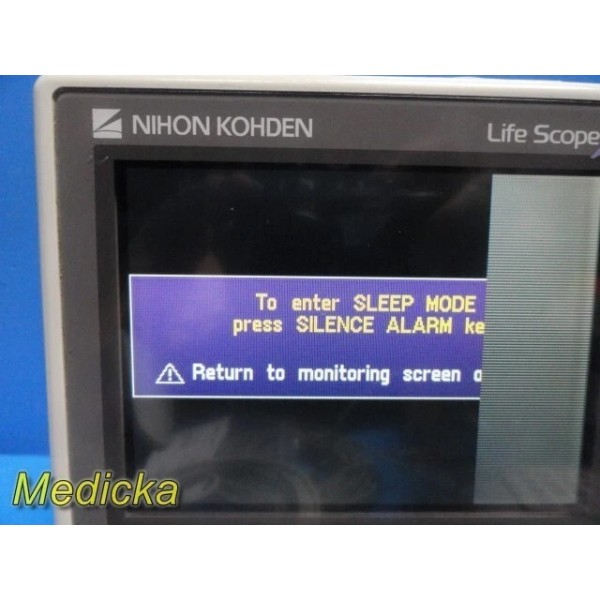 NIHON KOHDEN Life Scope
To enter SLEEP MODE
press SILENCE ALARM ke
Return to monitoring screen
Medicka